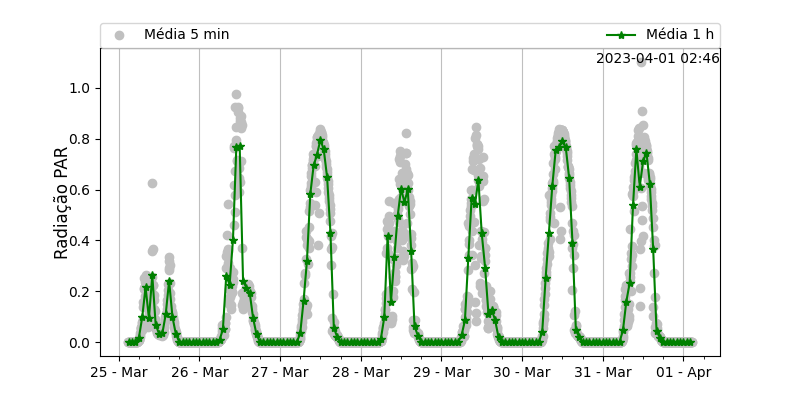 Média 5 min
Média 1 h
2023-04-01 02:46
Radiação PAR
1.0
0.8
0.6
0.4
0.2
0.0
25 - Mar
26 - Mar
27 - Mar
28 - Mar
29 - Mar
30 - Mar
31 - Mar
01 - Apr